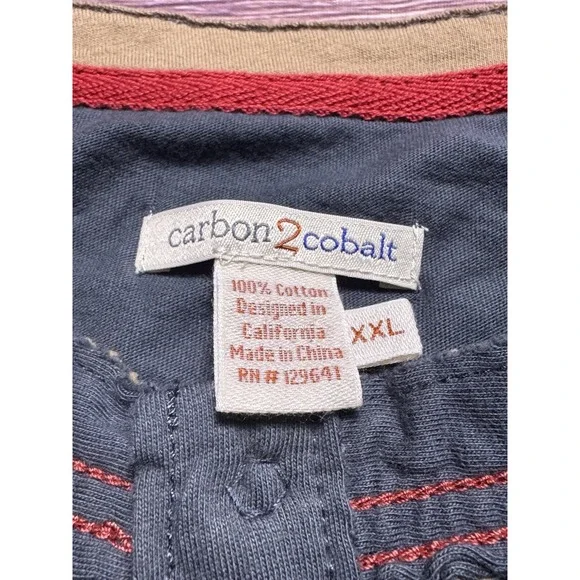 carbon2cobalt
100% Cotton
Designed in
California
Made in China
RN# 129641
XXL